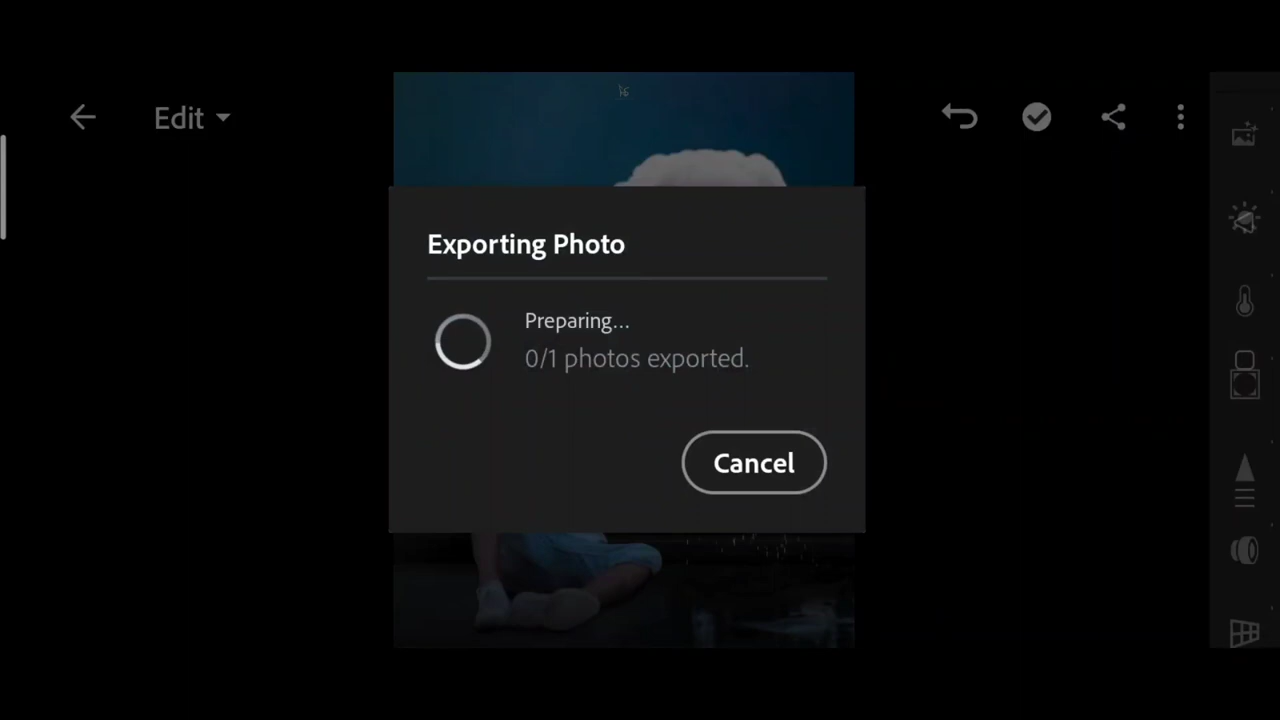 Edit
Exporting Photo
Preparing...
0/1 photos exported.
Cancel